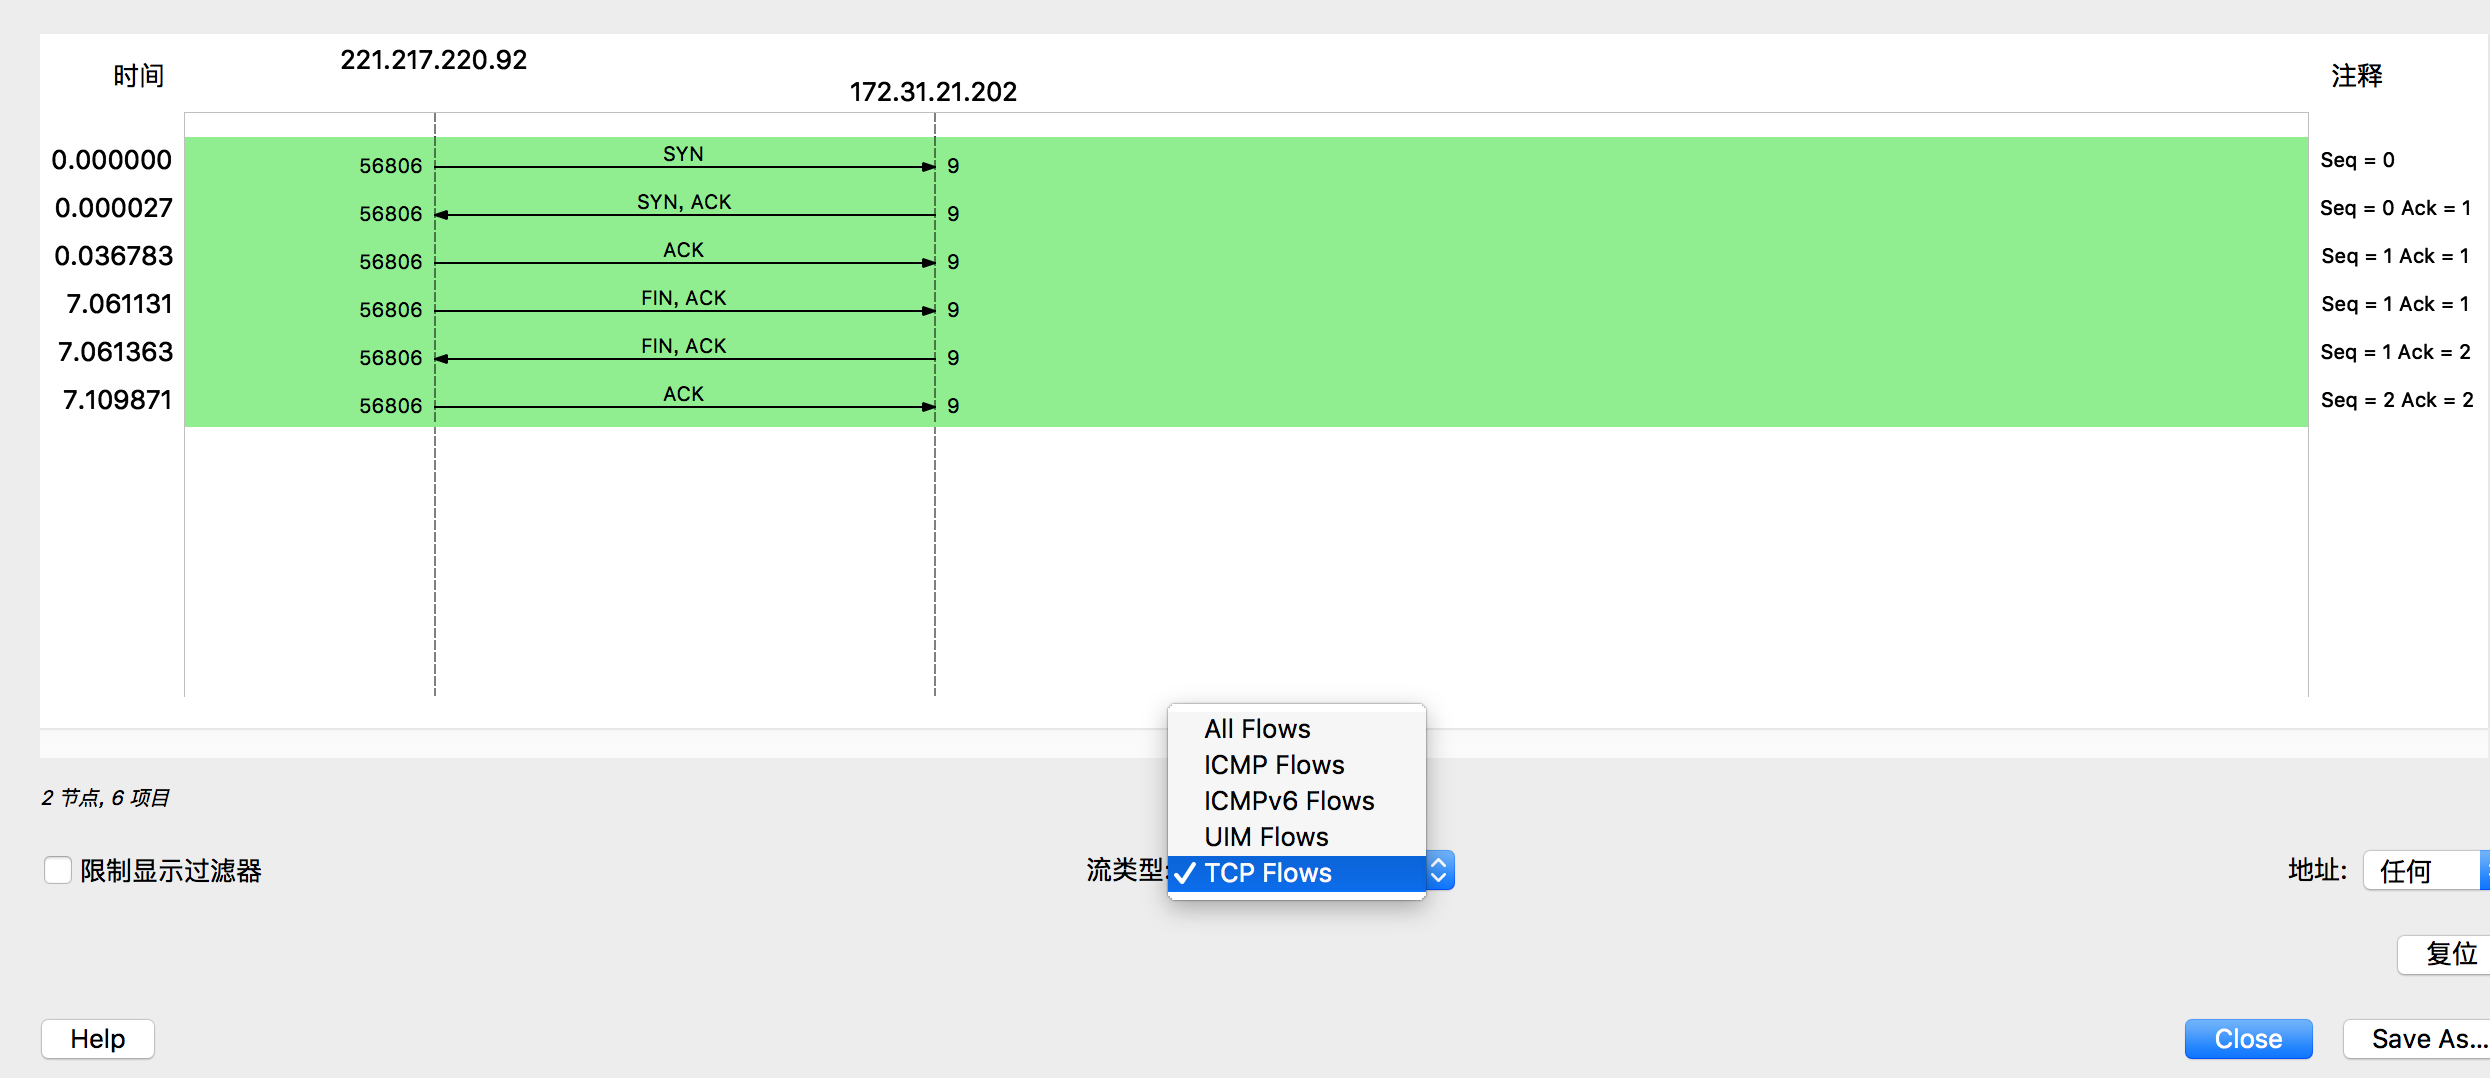 221.217.220.92
时间
注释
172.31.21.202
0.000000 56806 SYN 9 Seq = 0
0.000027 56806 SYN, ACK 9 Seq = 0 Ack = 1
0.036783 56806 ACK 9 Seq = 1 Ack = 1
7.061131 56806 FIN, ACK 9 Seq = 1 Ack = 1
7.061363 56806 FIN, ACK 9 Seq = 1 Ack = 2
7.109871 56806 ACK 9 Seq = 2 Ack = 2
All Flows
ICMP Flows
ICMPv6 Flows
UIM Flows
TCP Flows
2 节点, 6 项目
限制显示过滤器
流类型:
地址: 任何
复位
Help
Close
Save As...